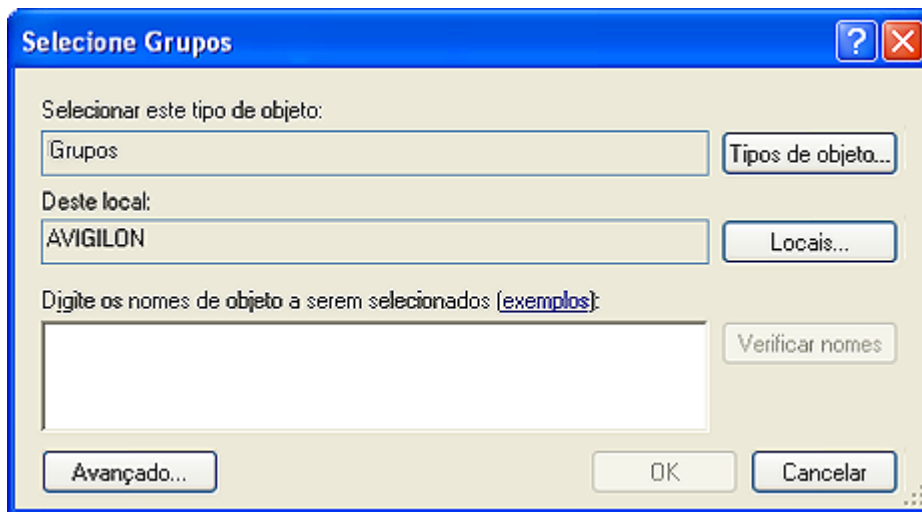 Selecione Grupos
Selecionar este tipo de objeto:
Grupos
Tipos de objeto...
Deste local:
AVIGILON
Locais...
Digite os nomes de objeto a serem selecionados (exemplos):
Verificar nomes
Avançado...
OK
Cancelar